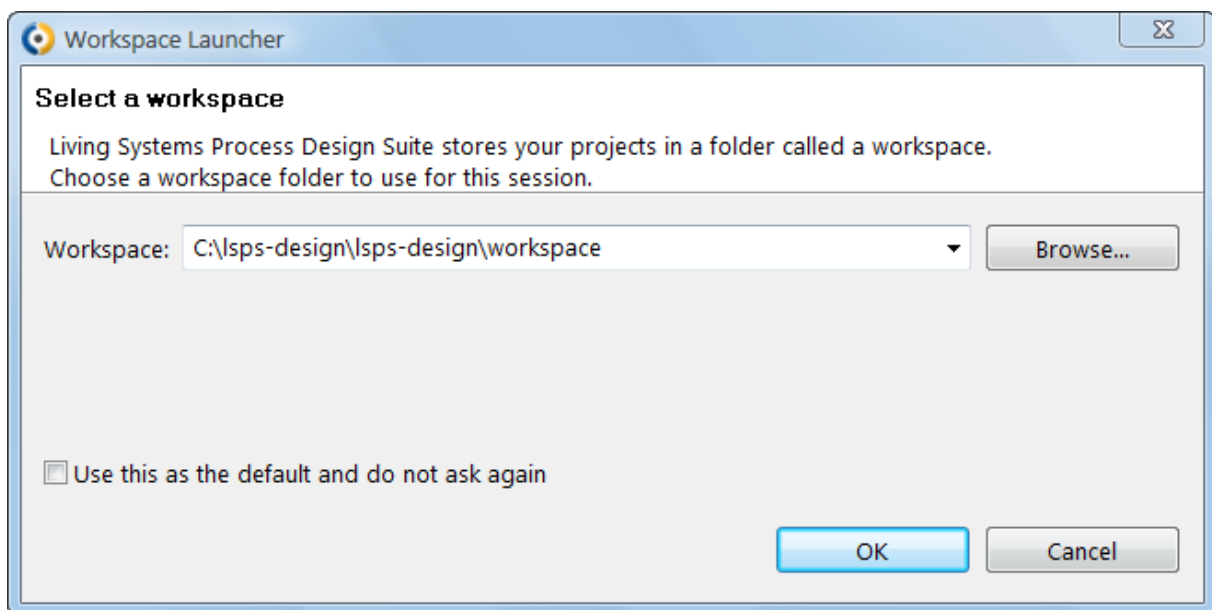 Workspace Launcher
Select a workspace
Living Systems Process Design Suite stores your projects in a folder called a workspace.
Choose a workspace folder to use for this session.
Workspace: C:\lsps-design\lsps-design\workspace Browse...
Use this as the default and do not ask again
OK Cancel